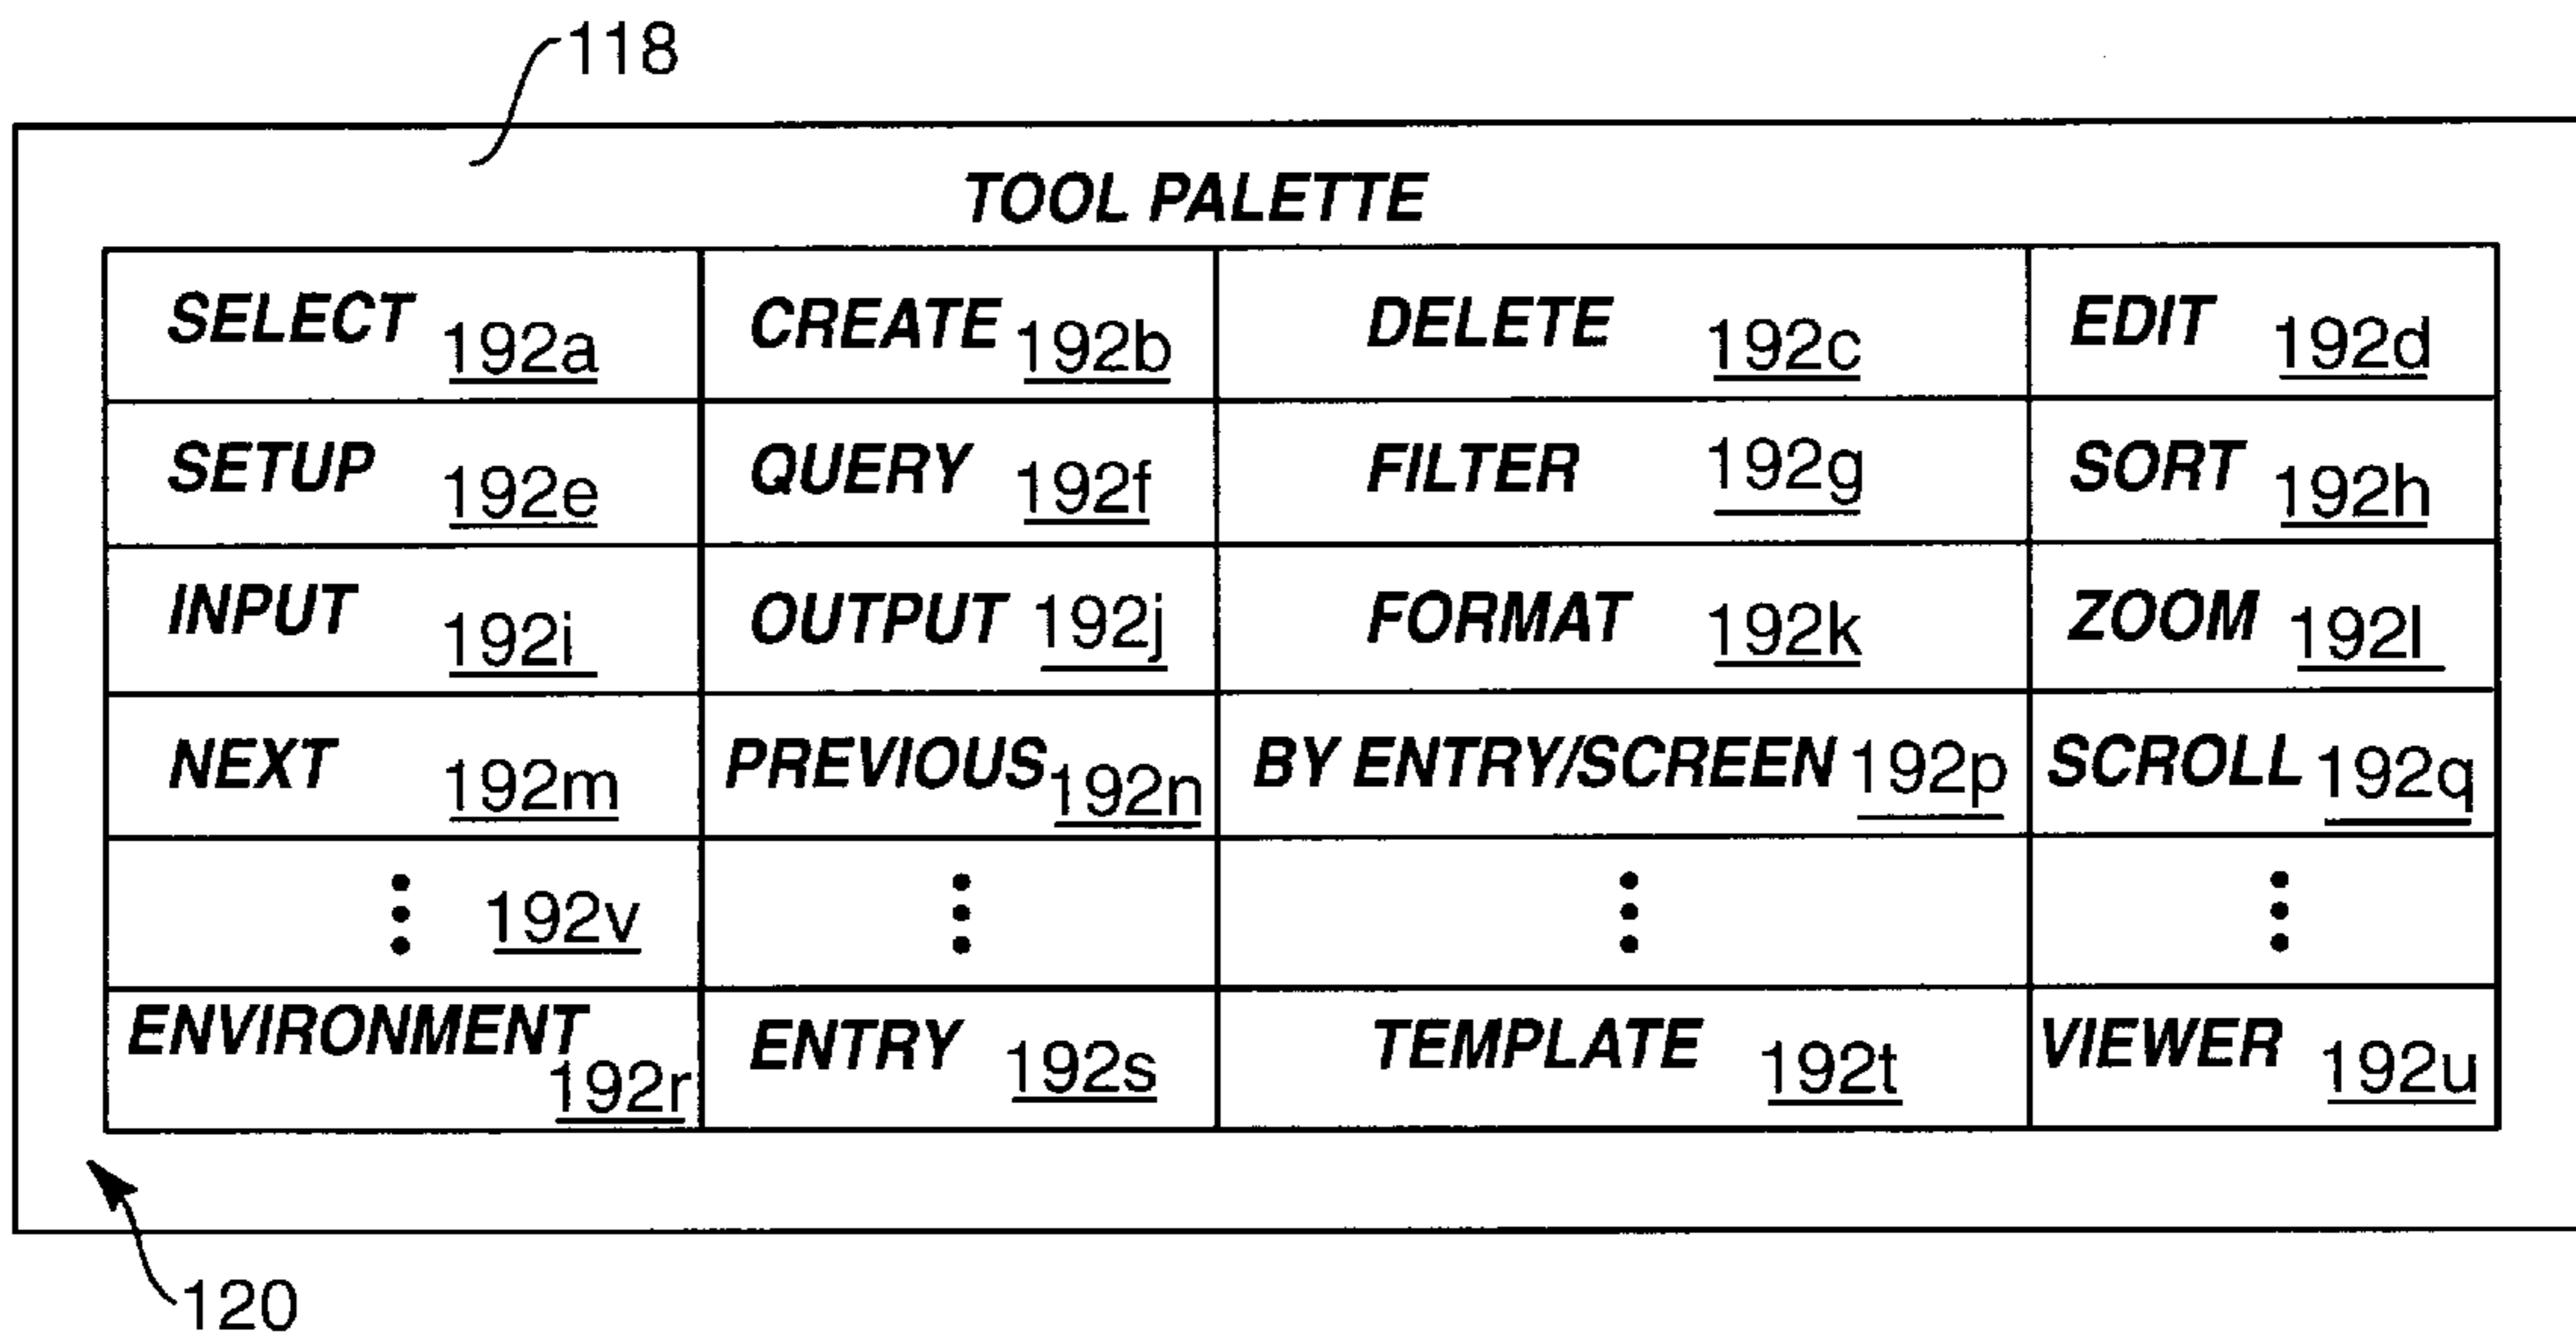 118
TOOL PALETTE
SELECT 192a CREATE 192b DELETE 192c EDIT 192d
SETUP 192e QUERY 192f FILTER 192g SORT 192h
INPUT 192i OUTPUT 192j FORMAT 192k ZOOM 192l
NEXT 192m PREVIOUS 192n BY ENTRY/SCREEN 192p SCROLL 192q
192v
ENVIRONMENT 192r ENTRY 192s TEMPLATE 192t VIEWER 192u
120